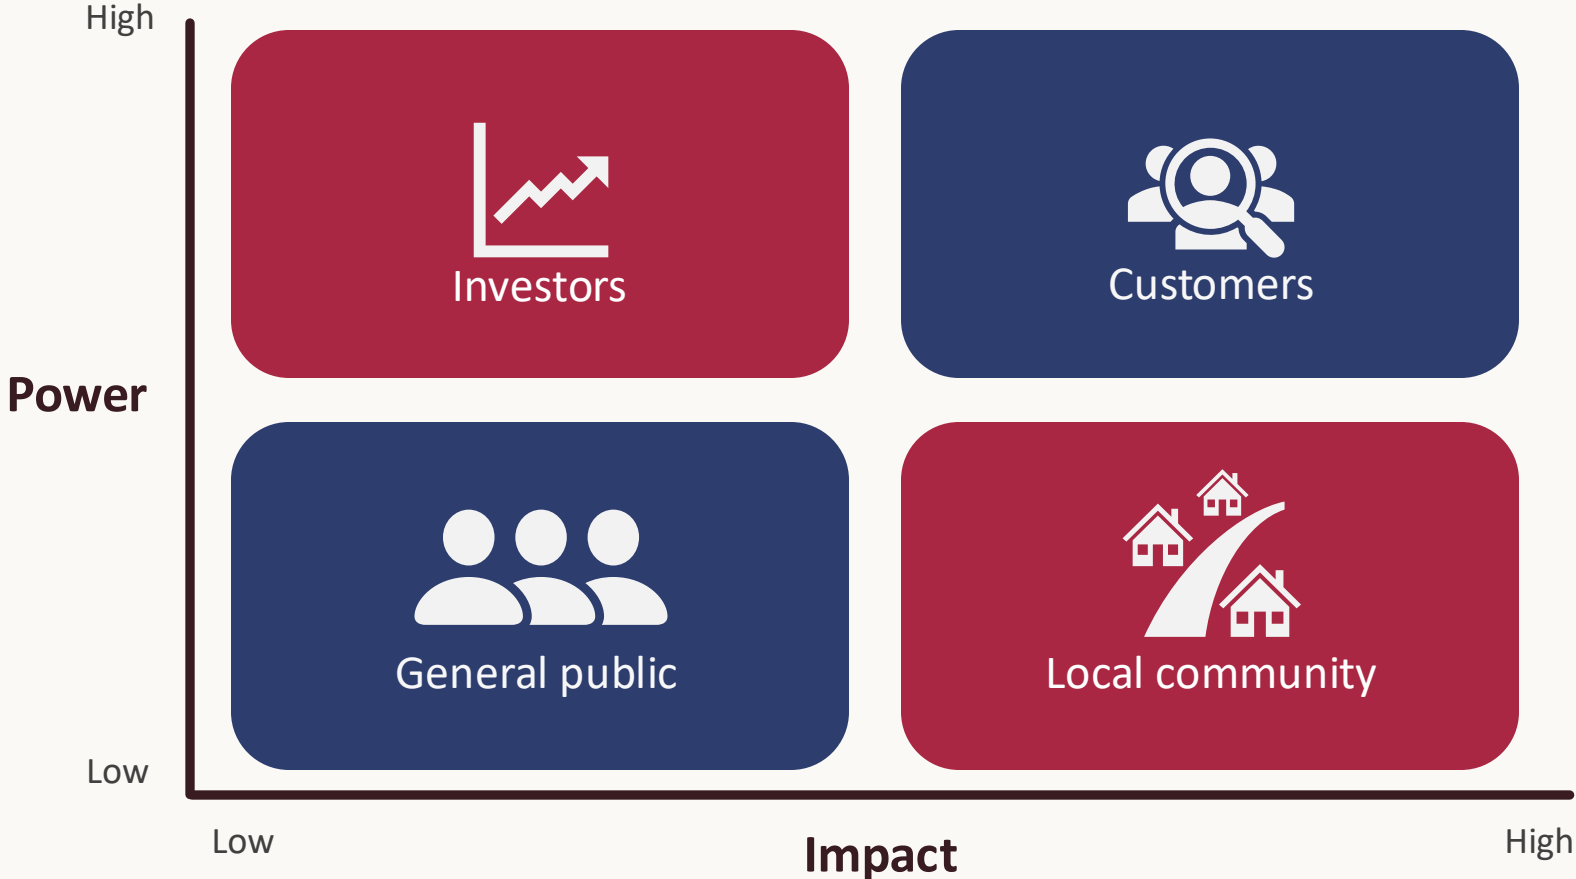 High
Investors
Customers
Power
General public
Local community
Low
Low
Impact
High